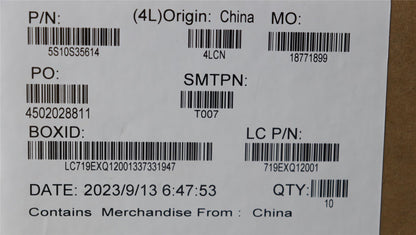 P/N: (4L)Origin: China MO:
5S10S35614 4LCN 18771899
PO: SMTPN:
4502028811 T007
BOXID: LC P/N:
LC719EXQ12001337331947 719EXQ12001
DATE: 2023/9/13 6:47:53 QTY:
10
Contains Merchandise From : China